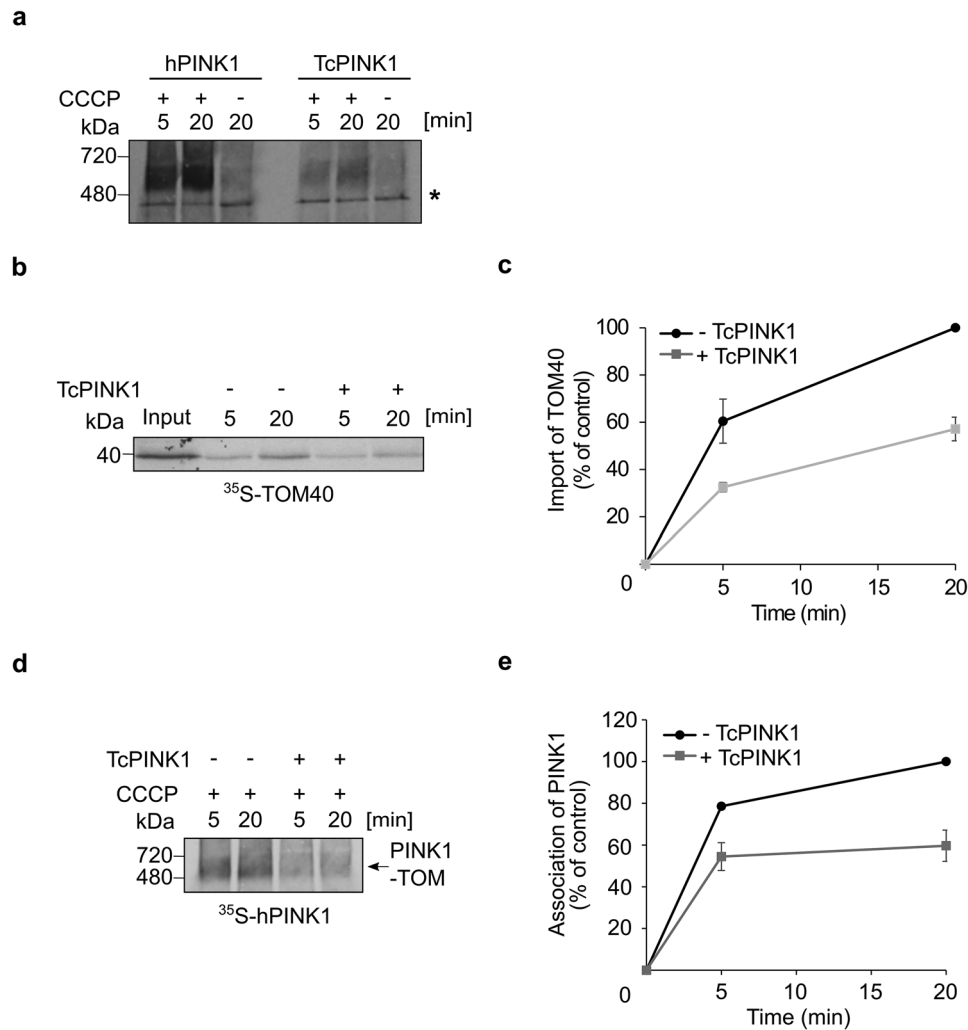 a
hPINK1 TcPINK1
CCCP + + - + + -
kDa 5 20 20 5 20 20 [min]
720
480
*
b
TcPINK1 - - + +
kDa Input 5 20 5 20 [min]
40
35S-TOM40
c
Import of TOM40
(% of control)
100
80
60
40
20
0
5 10 15 20
Time (min)
- TcPINK1
+ TcPINK1
d
TcPINK1 - - + +
CCCP + + + +
kDa 5 20 5 20 [min]
720
480
PINK1
-TOM
35S-hPINK1
e
Association of PINK1
(% of control)
120
100
80
60
40
20
0
5 10 15 20
Time (min)
- TcPINK1
+ TcPINK1